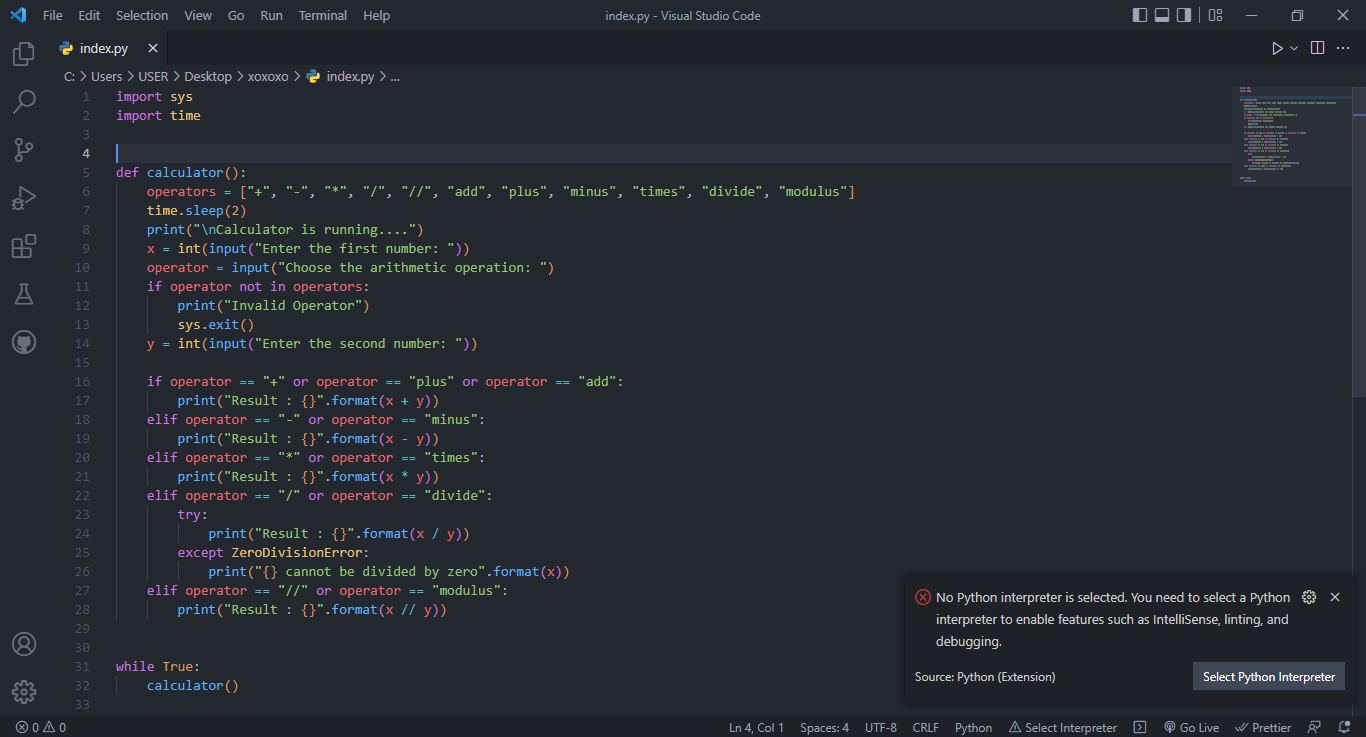 File Edit Selection View Go Run Terminal Help index.py - Visual Studio Code
index.py
C: > Users > USER > Desktop > xoxoxo > index.py > ...
1 import sys
2 import time
3
4
5 def calculator():
6 operators = ["+", "-", "*", "/", "//", "add", "plus", "minus", "times", "divide", "modulus"]
7 time.sleep(2)
8 print("\nCalculator is running....")
9 x = int(input("Enter the first number: "))
10 operator = input("Choose the arithmetic operation: ")
11 if operator not in operators:
12 print("Invalid Operator")
13 sys.exit()
14 y = int(input("Enter the second number: "))
15
16 if operator == "+" or operator == "plus" or operator == "add":
17 print("Result : {}".format(x + y))
18 elif operator == "-" or operator == "minus":
19 print("Result : {}".format(x - y))
20 elif operator == "*" or operator == "times":
21 print("Result : {}".format(x * y))
22 elif operator == "/" or operator == "divide":
23 try:
24 print("Result : {}".format(x / y))
25 except ZeroDivisionError:
26 print("{} cannot be divided by zero".format(x))
27 elif operator == "//" or operator == "modulus":
28 print("Result : {}".format(x // y))
29
30
31 while True:
32 calculator()
33
No Python interpreter is selected. You need to select a Python
interpreter to enable features such as IntelliSense, linting, and
debugging.
Source: Python (Extension) Select Python Interpreter
0 0 Ln 4, Col 1 Spaces: 4 UTF-8 CRLF Python Select Interpreter Go Live Prettier